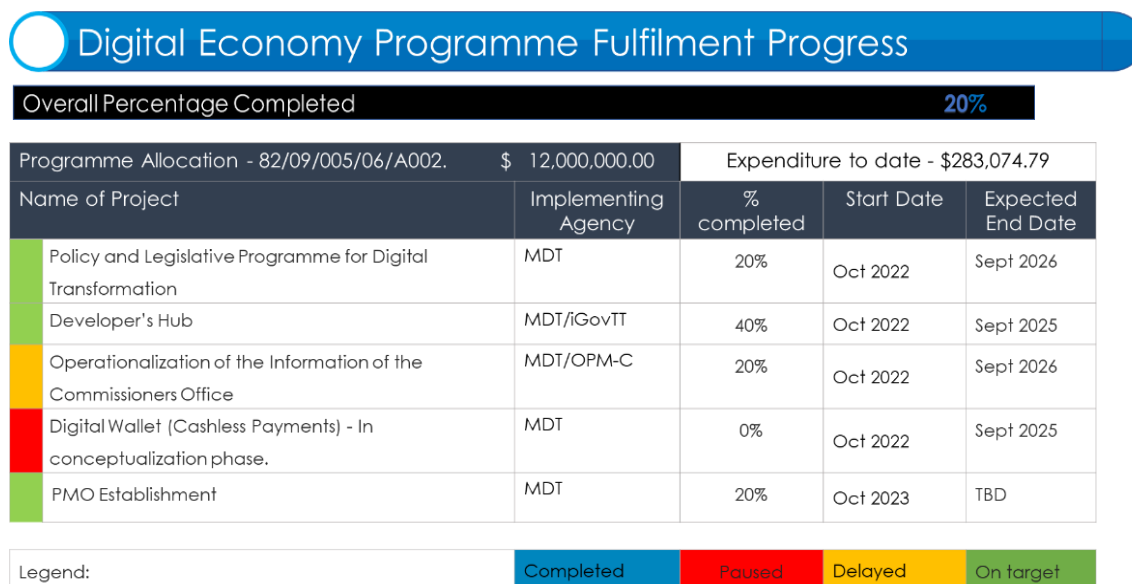 Digital Economy Programme Fulfilment Progress
Overall Percentage Completed 20%
Programme Allocation - 82/09/005/06/A002. $ 12,000,000.00 Expenditure to date - $283,074.79
Name of Project Implementing Agency % completed Start Date Expected End Date
Policy and Legislative Programme for Digital Transformation MDT 20% Oct 2022 Sept 2026
Developer's Hub MDT/iGovTT 40% Oct 2022 Sept 2025
Operationalization of the Information of the Commissioners Office MDT/OPM-C 20% Oct 2022 Sept 2026
Digital Wallet (Cashless Payments) - In conceptualization phase. MDT 0% Oct 2022 Sept 2025
PMO Establishment MDT 20% Oct 2023 TBD
Legend: Completed Paused Delayed On target